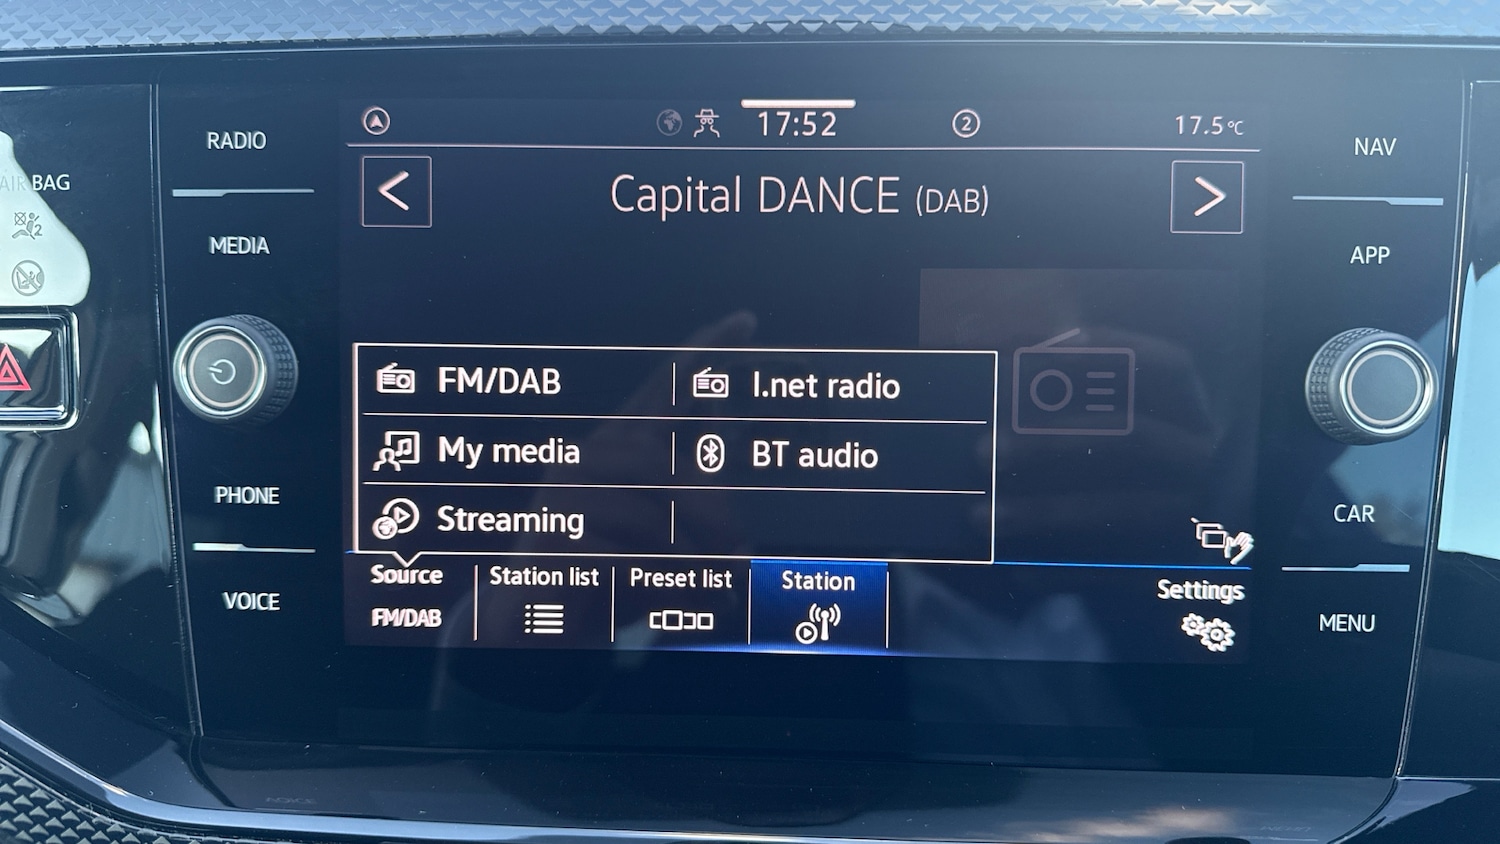 RADIO
MEDIA
PHONE
VOICE
AIR BAG
17:52
2
17.5°C
< Capital DANCE (DAB) >
FM/DAB
I.net radio
My media
BT audio
Streaming
Source
FM/DAB
Station list
Preset list
Station
Settings
NAV
APP
CAR
MENU